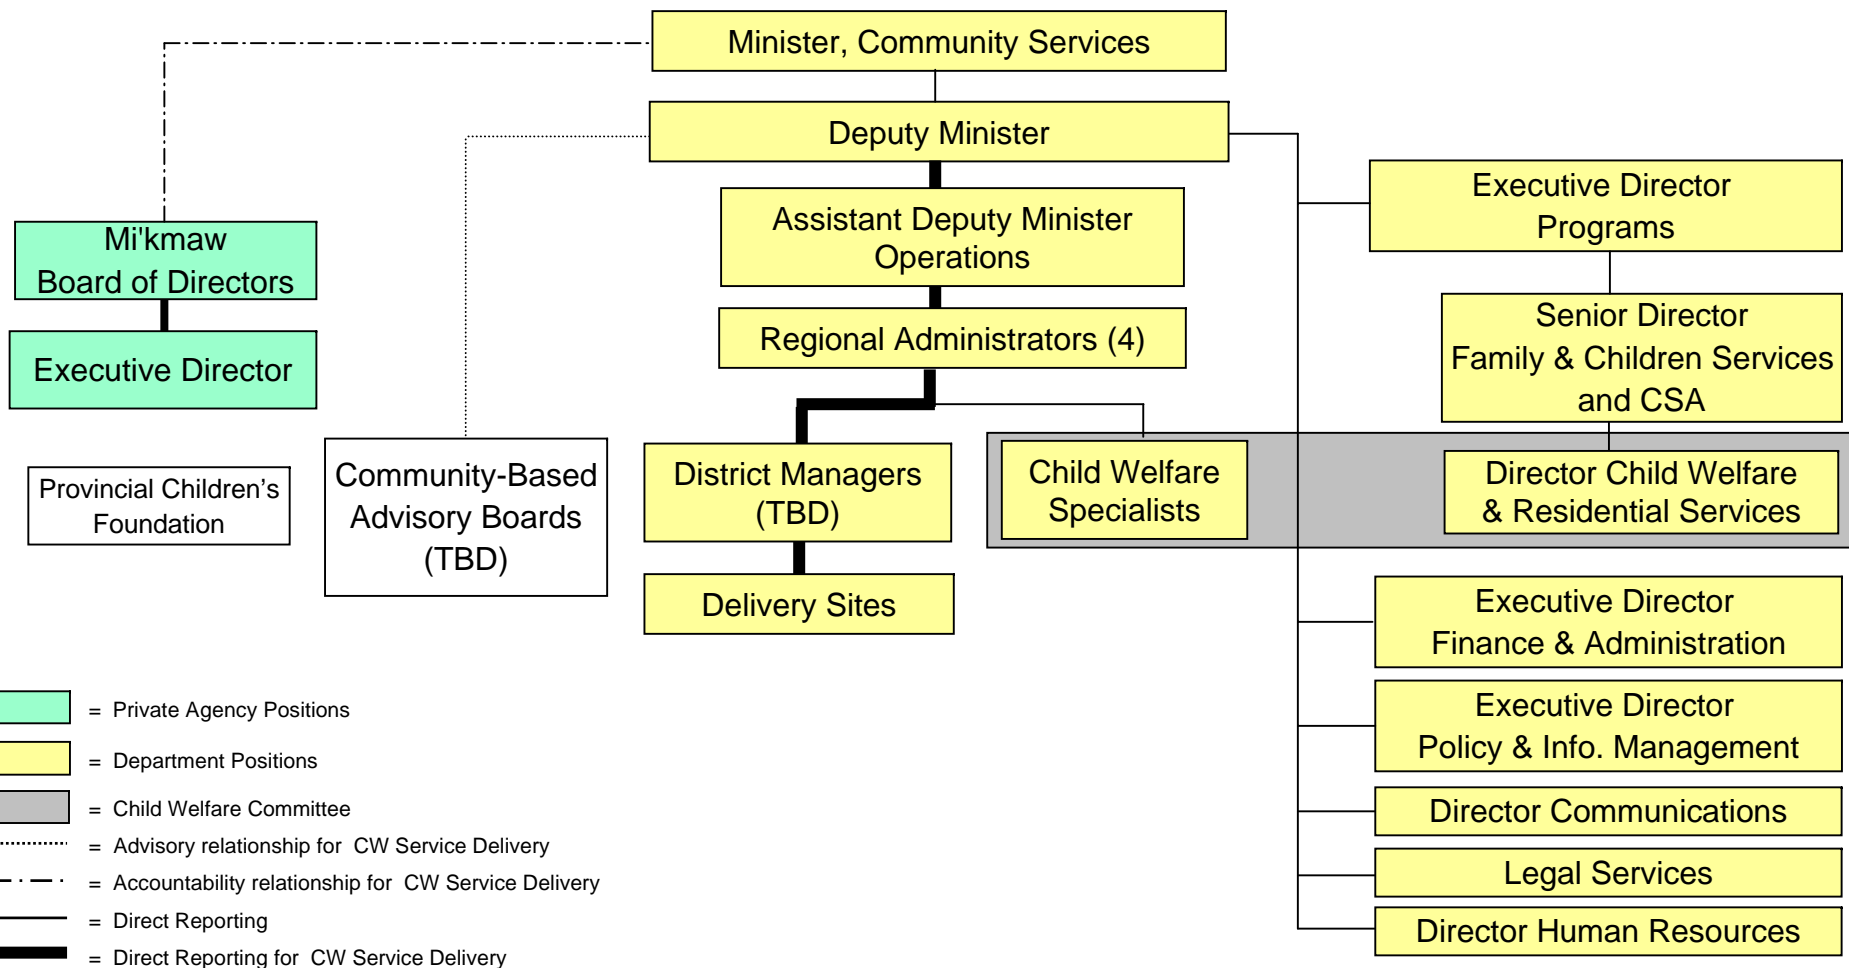 Minister, Community Services
Deputy Minister
Assistant Deputy Minister
Operations
Regional Administrators (4)
Mi'kmaw
Board of Directors
Executive Director
Provincial Children's
Foundation
Community-Based
Advisory Boards
(TBD)
District Managers
(TBD)
Delivery Sites
Child Welfare
Specialists
Executive Director
Programs
Senior Director
Family & Children Services
and CSA
Director Child Welfare
& Residential Services
Executive Director
Finance & Administration
Executive Director
Policy & Info. Management
Director Communications
Legal Services
Director Human Resources
= Private Agency Positions
= Department Positions
= Child Welfare Committee
= Advisory relationship for CW Service Delivery
= Accountability relationship for CW Service Delivery
= Direct Reporting
= Direct Reporting for CW Service Delivery